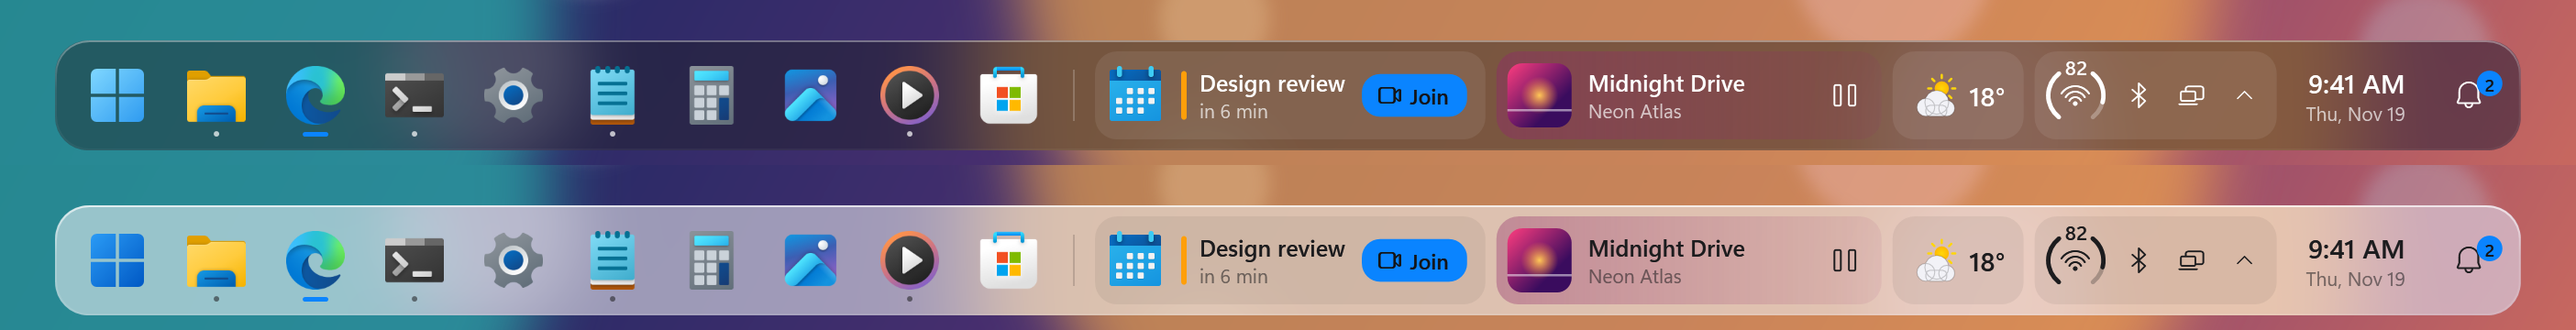 Design review
in 6 min
Join
Midnight Drive
Neon Atlas
18°
82
9:41 AM
Thu, Nov 19
2
Design review
in 6 min
Join
Midnight Drive
Neon Atlas
18°
82
9:41 AM
Thu, Nov 19
2